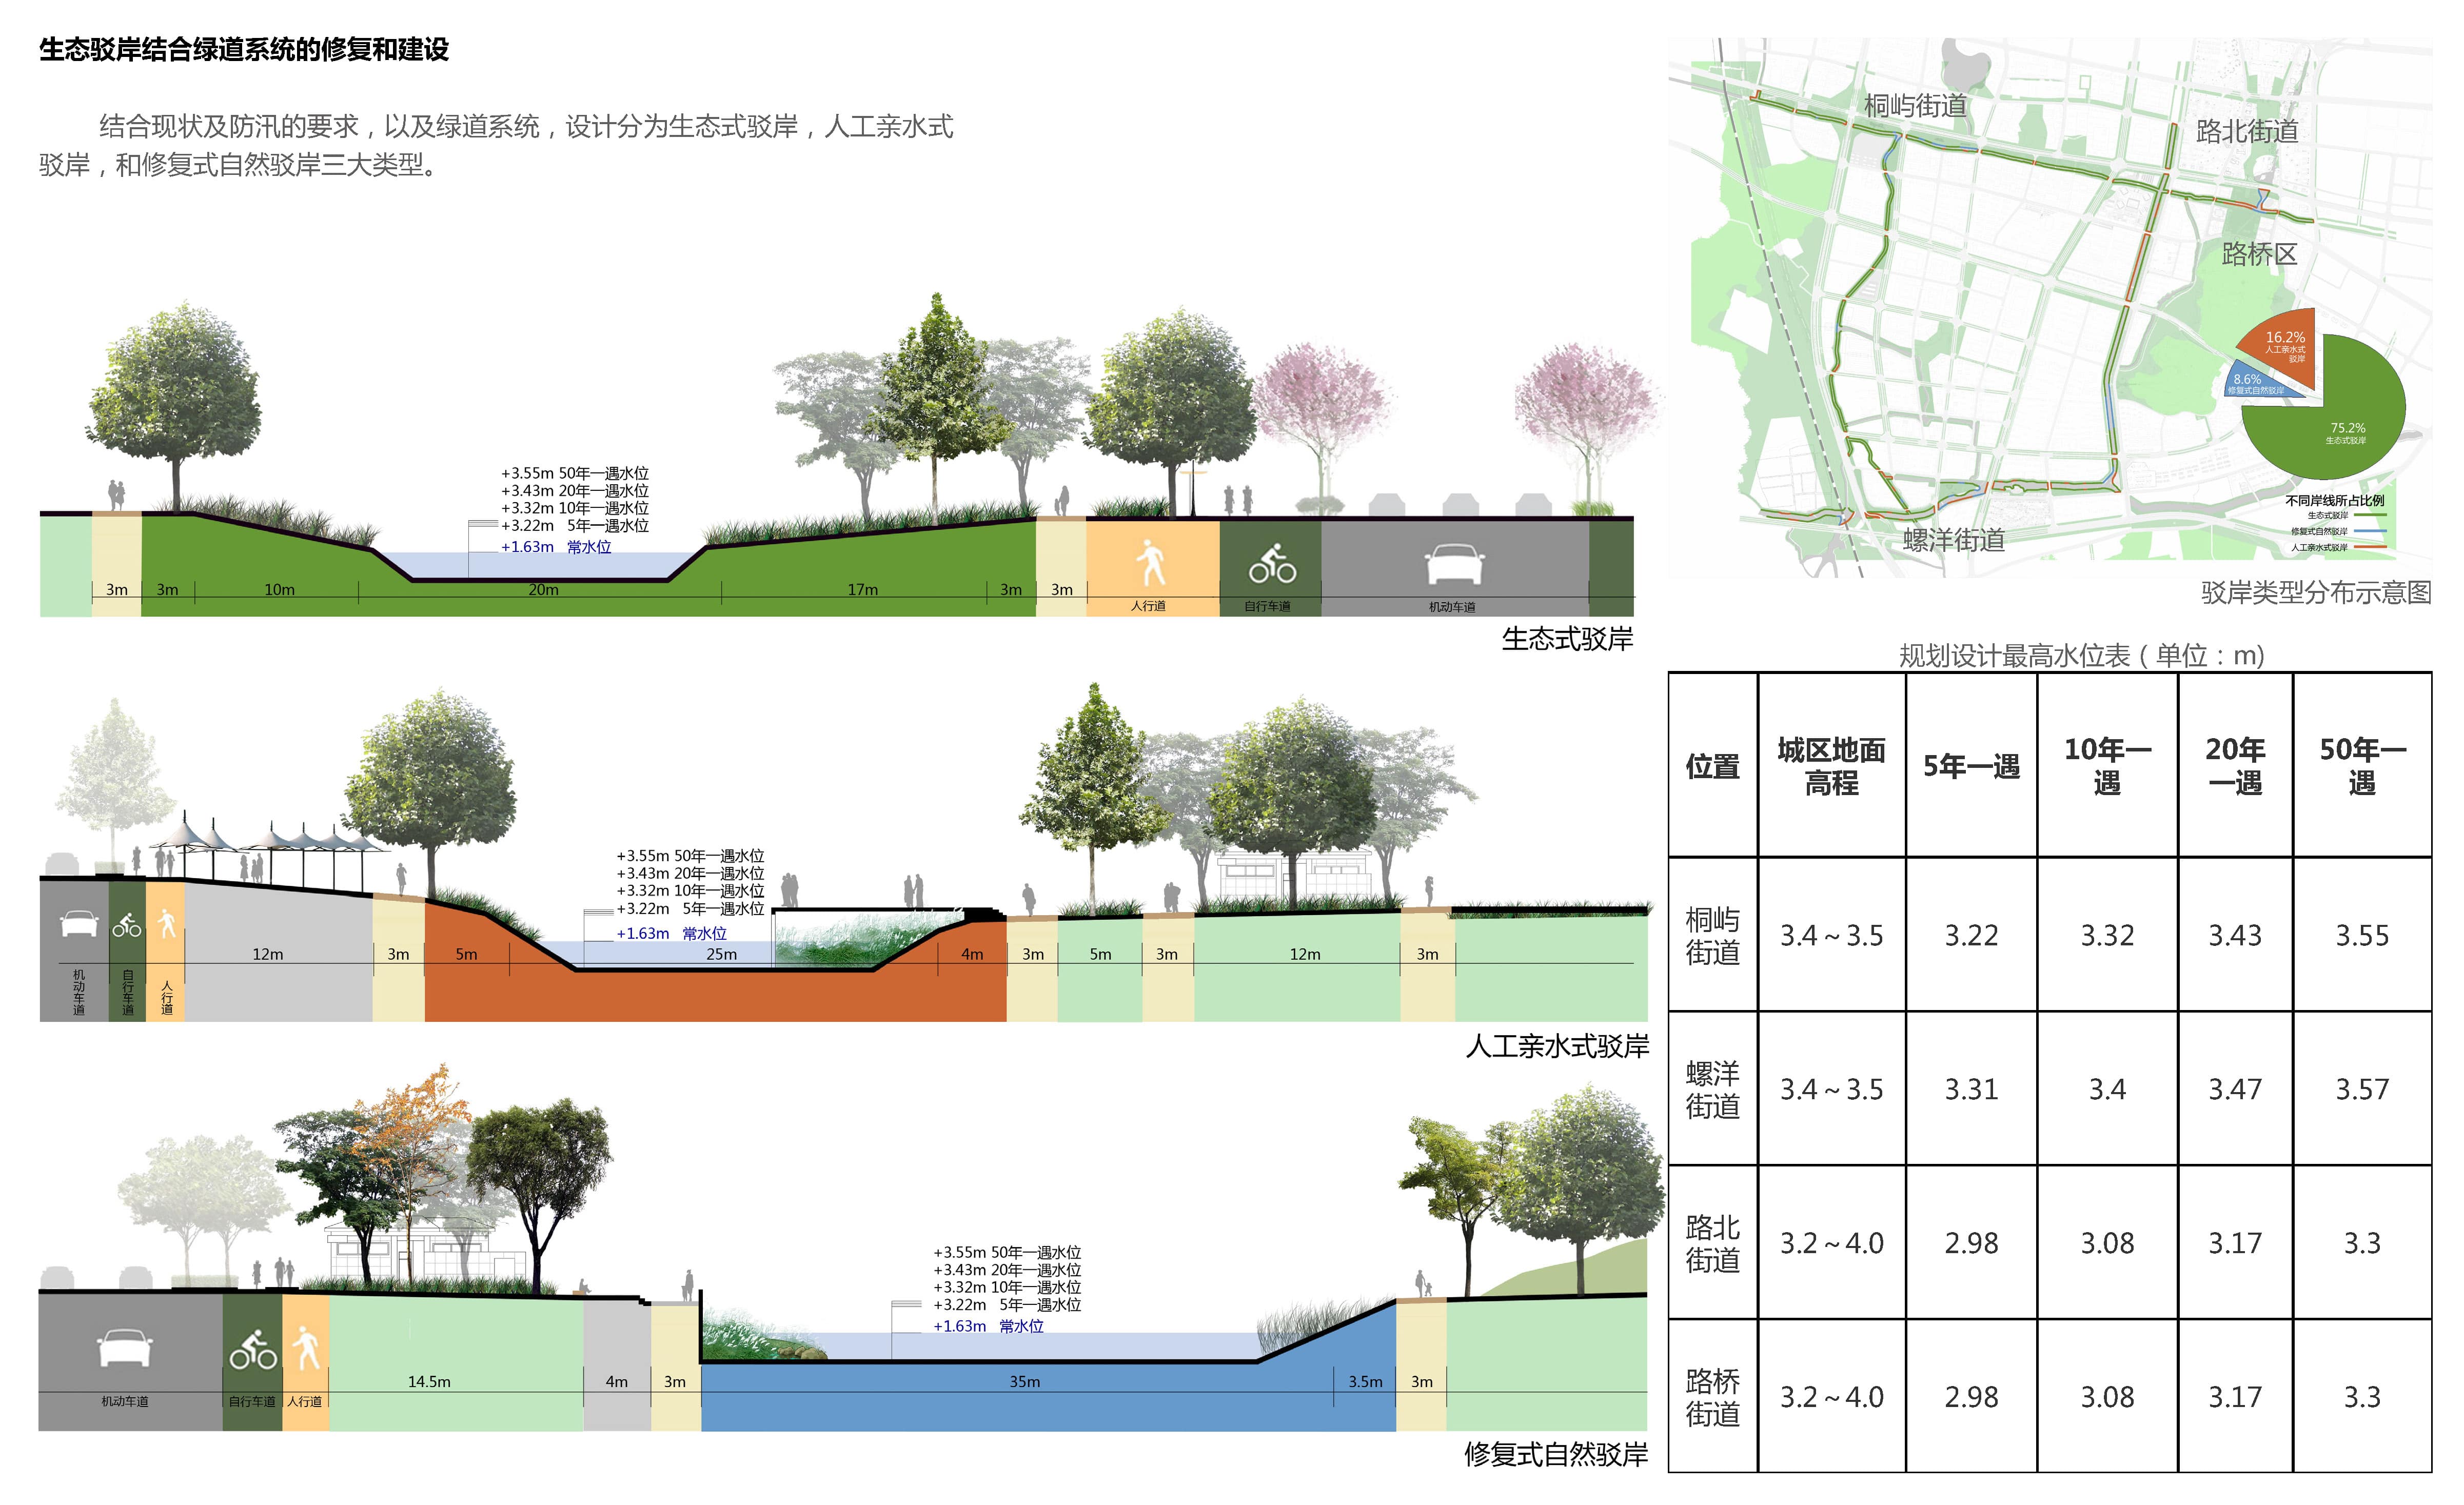 生态驳岸结合绿道系统的修复和建设
结合现状及防汛的要求，以及绿道系统，设计分为生态式驳岸，人工亲水式
驳岸，和修复式自然驳岸三大类型。
+3.55m 50年一遇水位
+3.43m 20年一遇水位
+3.32m 10年一遇水位
+3.22m 5年一遇水位
+1.63m 常水位
3m 3m 10m 20m 17m 3m 3m
人行道 自行车道 机动车道
生态式驳岸
+3.55m 50年一遇水位
+3.43m 20年一遇水位
+3.32m 10年一遇水位
+3.22m 5年一遇水位
+1.63m 常水位
12m 3m 5m 25m 4m 3m 5m 3m 12m 3m
机动车道 自行车道 人行道
人工亲水式驳岸
+3.55m 50年一遇水位
+3.43m 20年一遇水位
+3.32m 10年一遇水位
+3.22m 5年一遇水位
+1.63m 常水位
14.5m 4m 3m 35m 3.5m 3m
机动车道 自行车道 人行道
修复式自然驳岸
桐屿街道
路北街道
路桥区
螺洋街道
16.2%
人工亲水式
驳岸
8.6%
修复式自然驳岸
75.2%
生态式驳岸
不同岸线所占比例
生态式驳岸
修复式自然驳岸
人工亲水式驳岸
驳岸类型分布示意图
规划设计最高水位表（单位：m)
位置 城区地面高程 5年一遇 10年一遇 20年一遇 50年一遇
桐屿街道 3.4～3.5 3.22 3.32 3.43 3.55
螺洋街道 3.4～3.5 3.31 3.4 3.47 3.57
路北街道 3.2～4.0 2.98 3.08 3.17 3.3
路桥街道 3.2～4.0 2.98 3.08 3.17 3.3